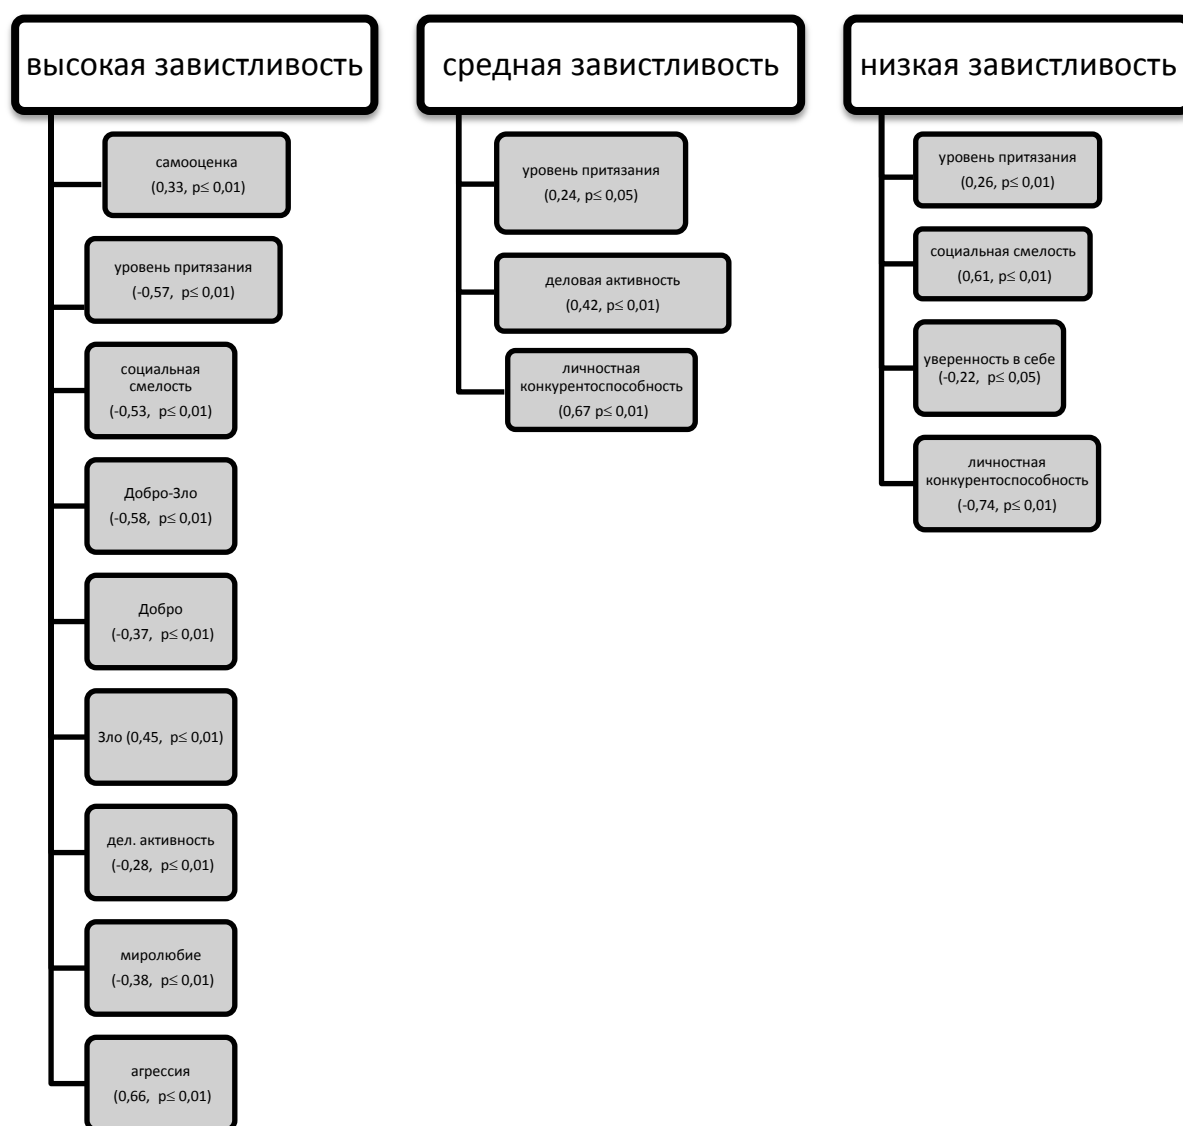 высокая завистливость
самооценка
(0,33, p≤ 0,01)
уровень притязания
(-0,57, p≤ 0,01)
социальная
смелость
(-0,53, p≤ 0,01)
Добро-Зло
(-0,58, p≤ 0,01)
Добро
(-0,37, p≤ 0,01)
Зло (0,45, p≤ 0,01)
дел. активность
(-0,28, p≤ 0,01)
миролюбие
(-0,38, p≤ 0,01)
агрессия
(0,66, p≤ 0,01)
средная завистливость
уровень притязания
(0,24, p≤ 0,05)
деловая активность
(0,42, p≤ 0,01)
личностная
конкурентоспособность
(0,67 p≤ 0,01)
низкая завистливость
уровень притязания
(0,26, p≤ 0,01)
социальная смелость
(0,61, p≤ 0,01)
уверенность в себе
(-0,22, p≤ 0,05)
личностная
конкурентоспособность
(-0,74, p≤ 0,01)